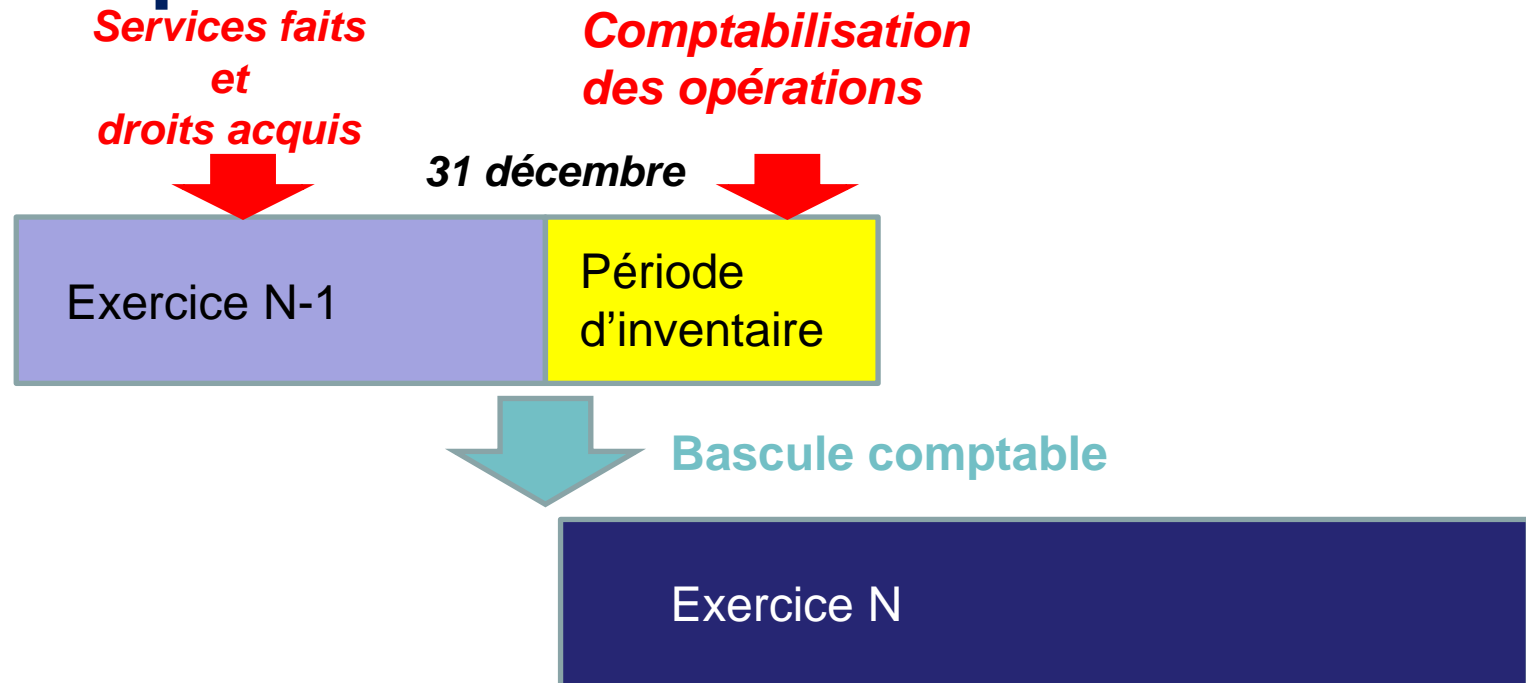 Services faits
et
droits acquis
Comptabilisation
des opérations
31 décembre
Exercice N-1
Période
d’inventaire
Bascule comptable
Exercice N